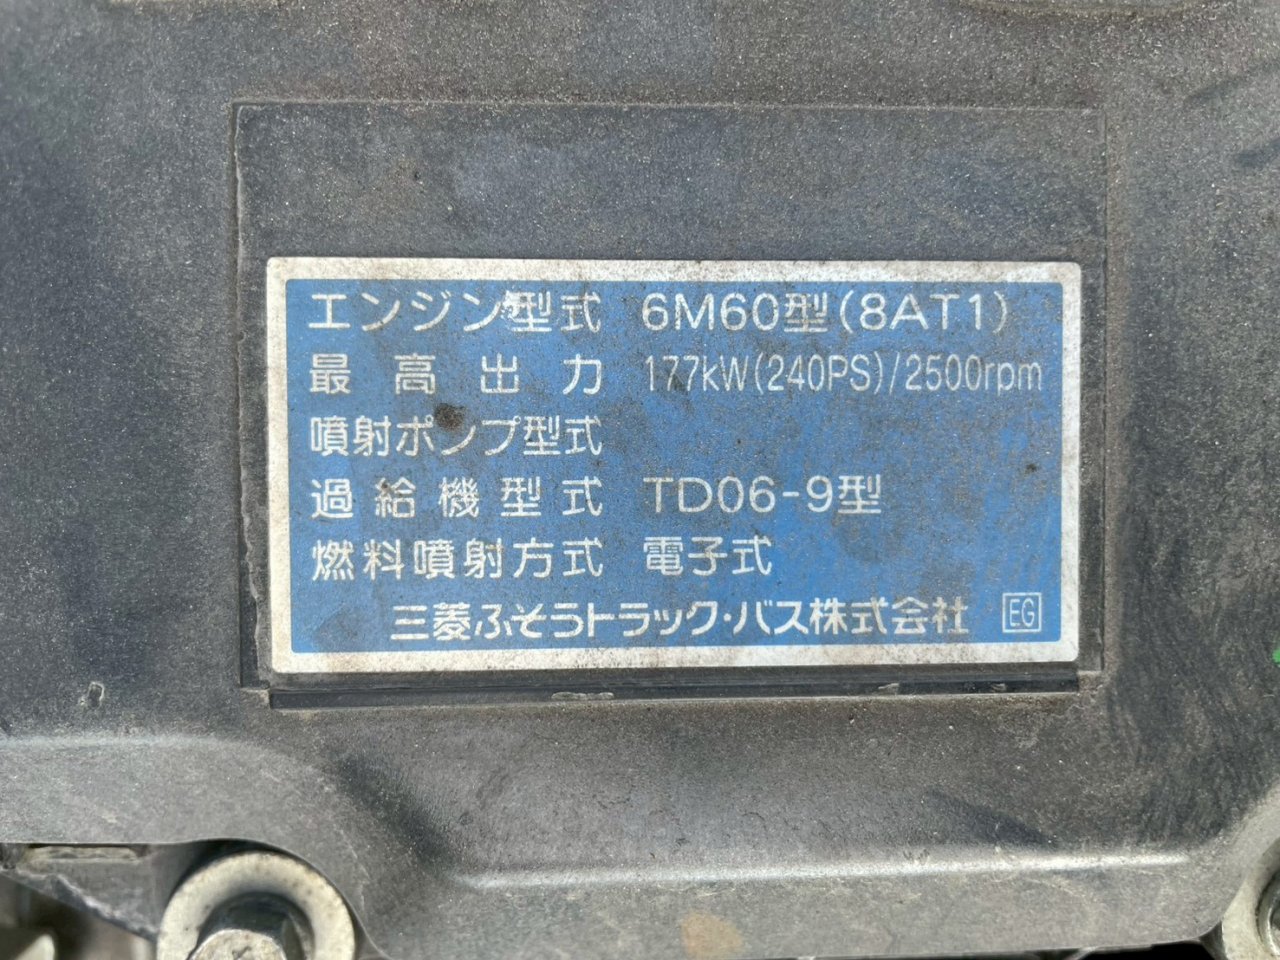 エンジン型式 6M60型(8AT1)
最高出力 177kW(240PS)/2500rpm
噴射ポンプ型式
過給機型式 TD06-9型
燃料噴射方式 電子式
三菱ふそうトラック・バス株式会社 EG